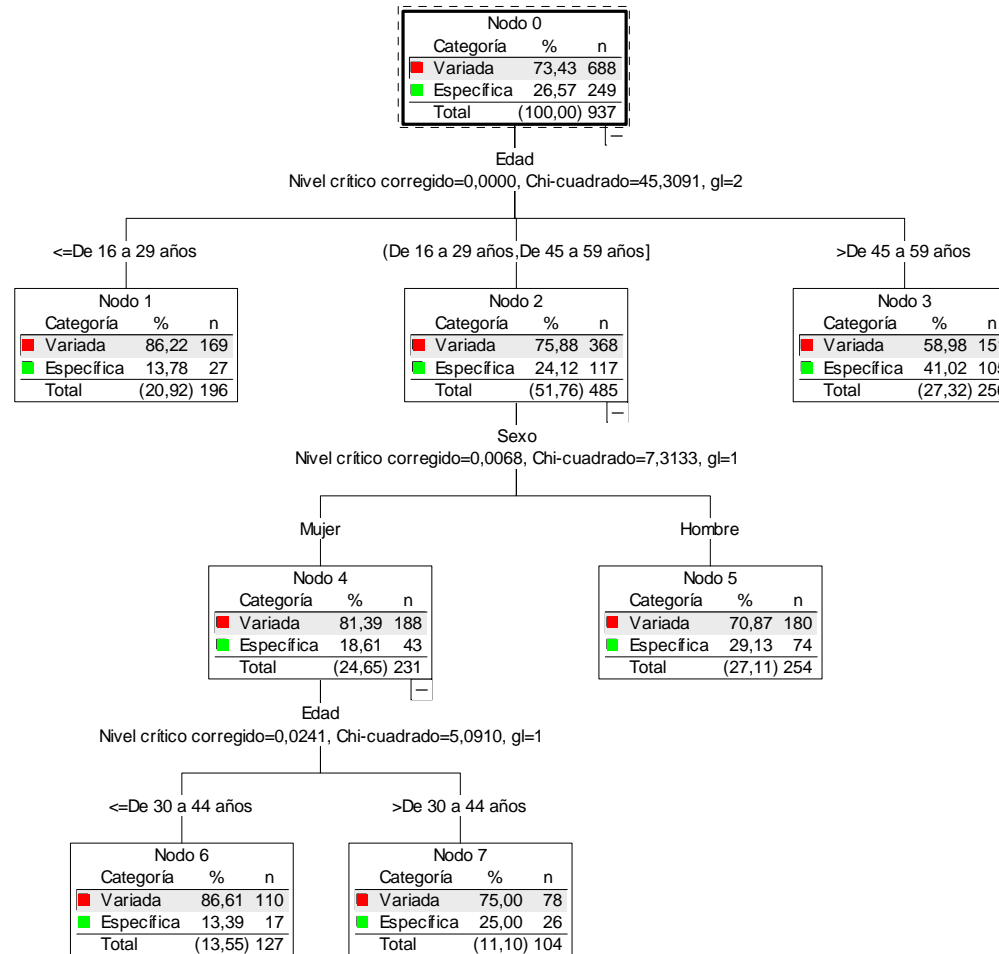 Nodo 0
Categoría % n
Variada 73,43 688
Específica 26,57 249
Total (100,00) 937
Edad
Nivel crítico corregido=0,0000, Chi-cuadrado=45,3091, gl=2
<=De 16 a 29 años
(De 16 a 29 años,De 45 a 59 años]
>De 45 a 59 años
Nodo 1
Categoría % n
Variada 86,22 169
Específica 13,78 27
Total (20,92) 196
Nodo 2
Categoría % n
Variada 75,88 368
Específica 24,12 117
Total (51,76) 485
Nodo 3
Categoría % n
Variada 58,98
Específica 41,02
Total (27,32)
Sexo
Nivel crítico corregido=0,0068, Chi-cuadrado=7,3133, gl=1
Mujer
Hombre
Nodo 4
Categoría % n
Variada 81,39 188
Específica 18,61 43
Total (24,65) 231
Nodo 5
Categoría % n
Variada 70,87 180
Específica 29,13 74
Total (27,11) 254
Edad
Nivel crítico corregido=0,0241, Chi-cuadrado=5,0910, gl=1
<=De 30 a 44 años
>De 30 a 44 años
Nodo 6
Categoría % n
Variada 86,61 110
Específica 13,39 17
Total (13,55) 127
Nodo 7
Categoría % n
Variada 75,00 78
Específica 25,00 26
Total (11,10) 104